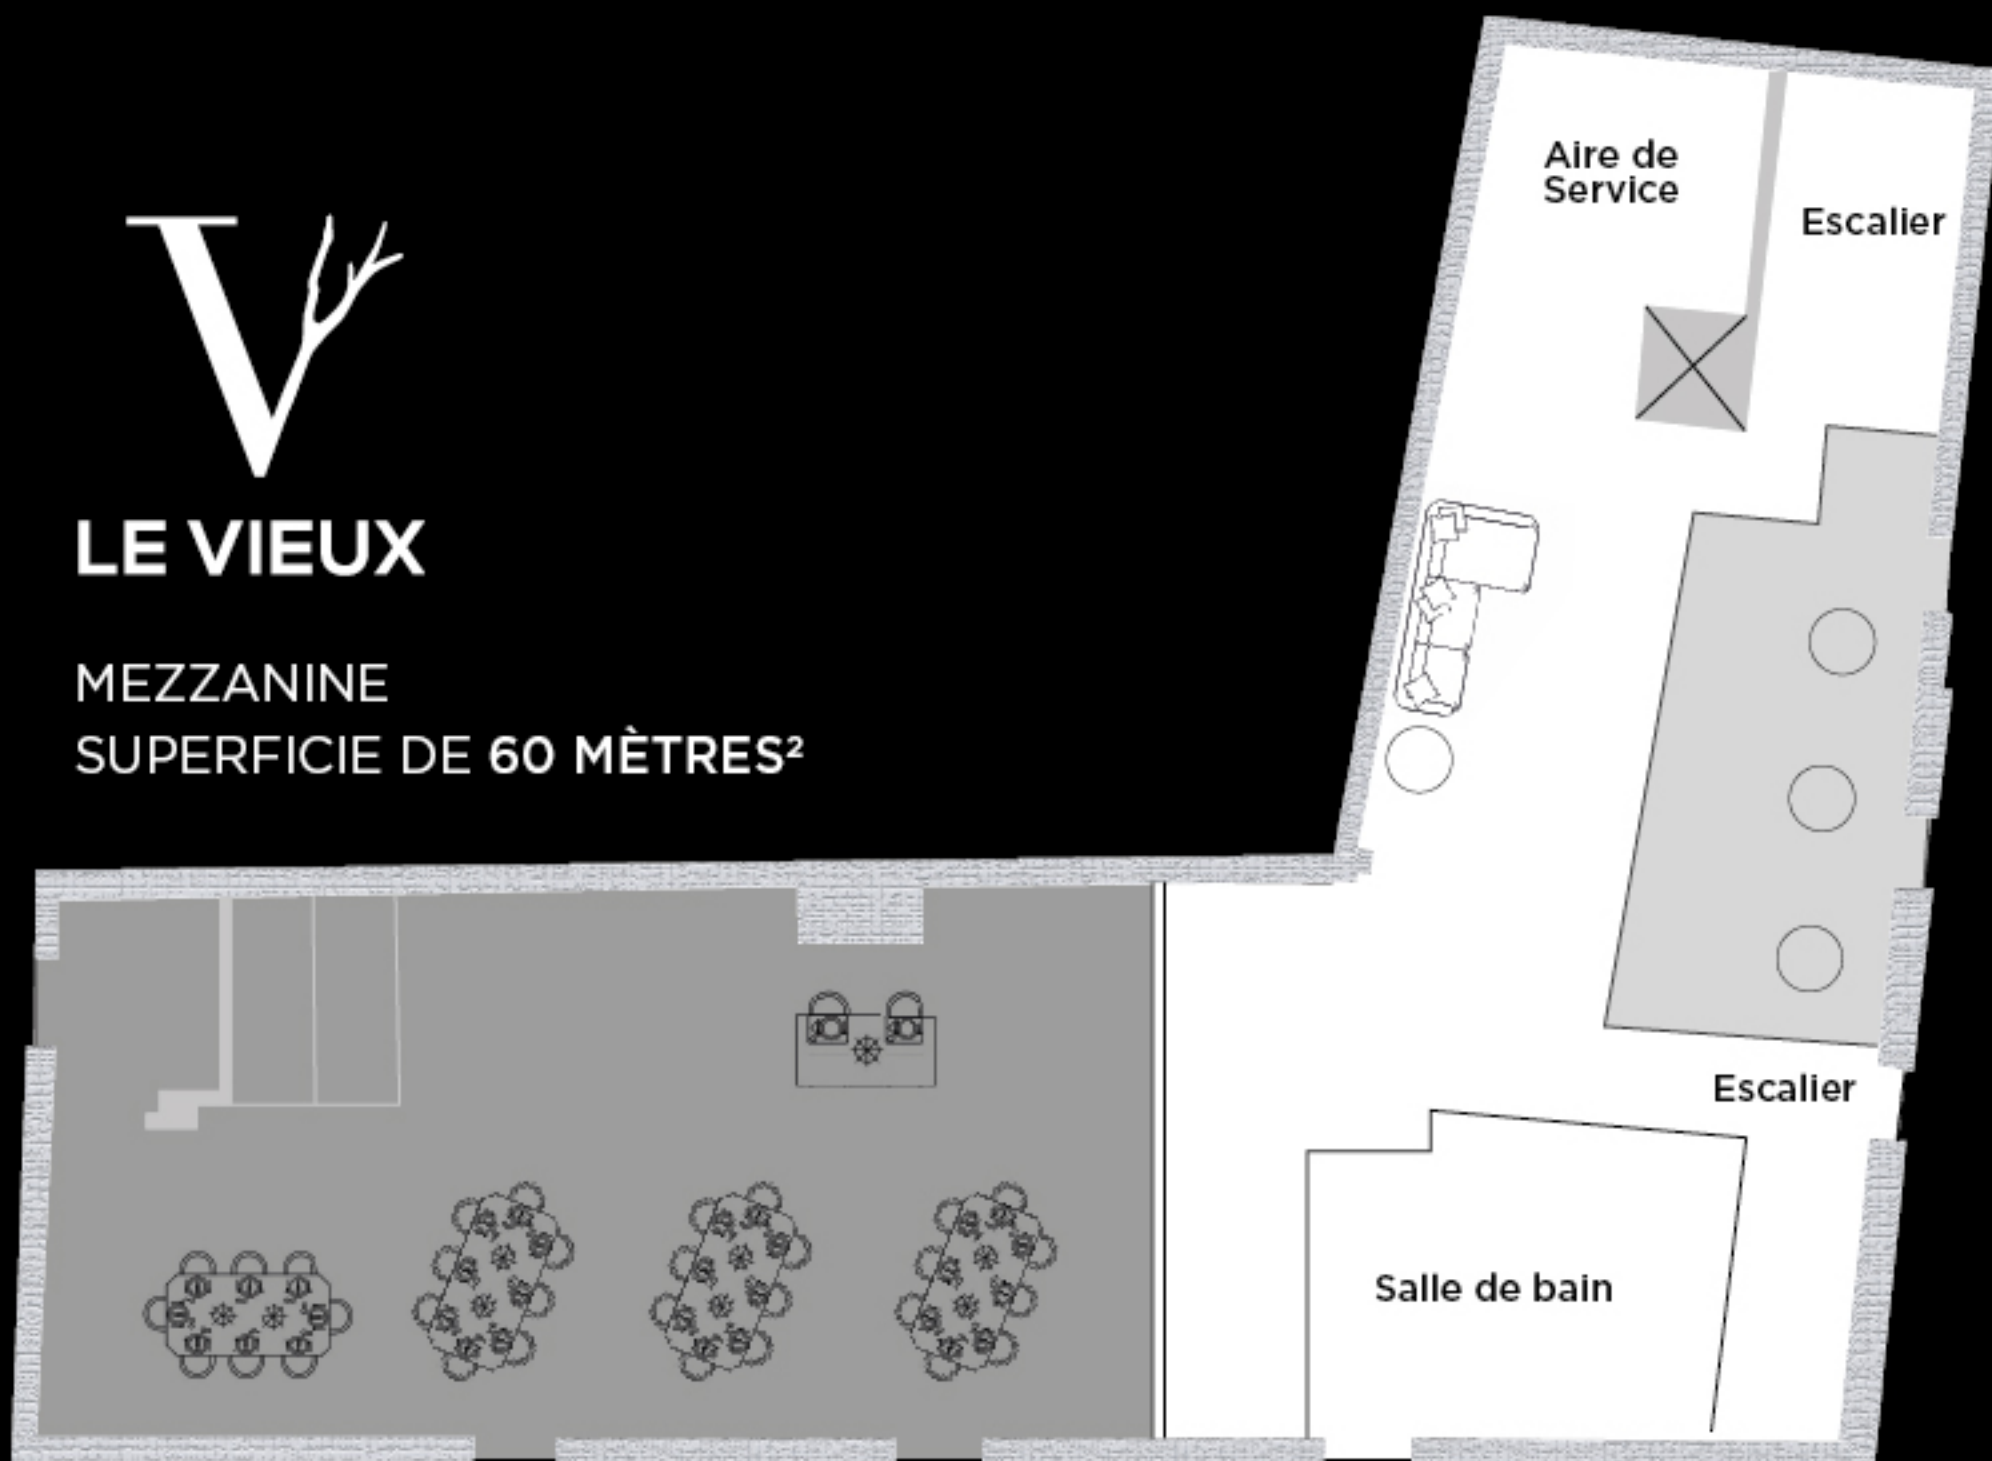 V
LE VIEUX
MEZZANINE
SUPERFICIE DE 60 MÈTRES²
Aire de
Service
Escalier
Escalier
Salle de bain